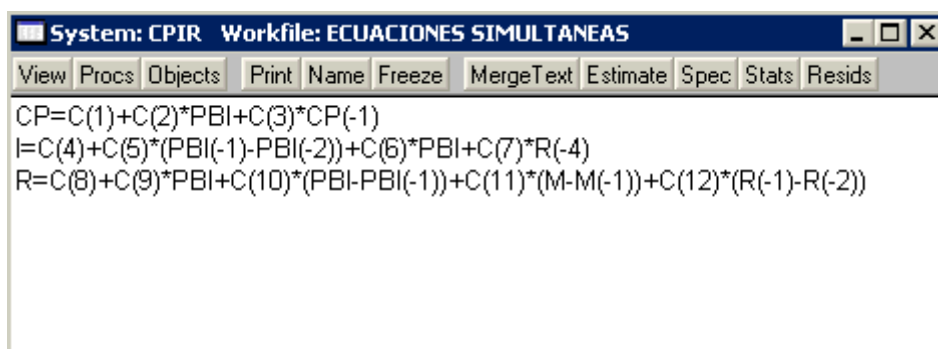 System: CPIR Workfile: ECUACIONES SIMULTANEAS
View Procs Objects Print Name Freeze MergeText Estimate Spec Stats Resids
CP=C(1)+C(2)*PBI+C(3)*CP(-1)
I=C(4)+C(5)*(PBI(-1)-PBI(-2))+C(6)*PBI+C(7)*R(-4)
R=C(8)+C(9)*PBI+C(10)*(PBI-PBI(-1))+C(11)*(M-M(-1))+C(12)*(R(-1)-R(-2))